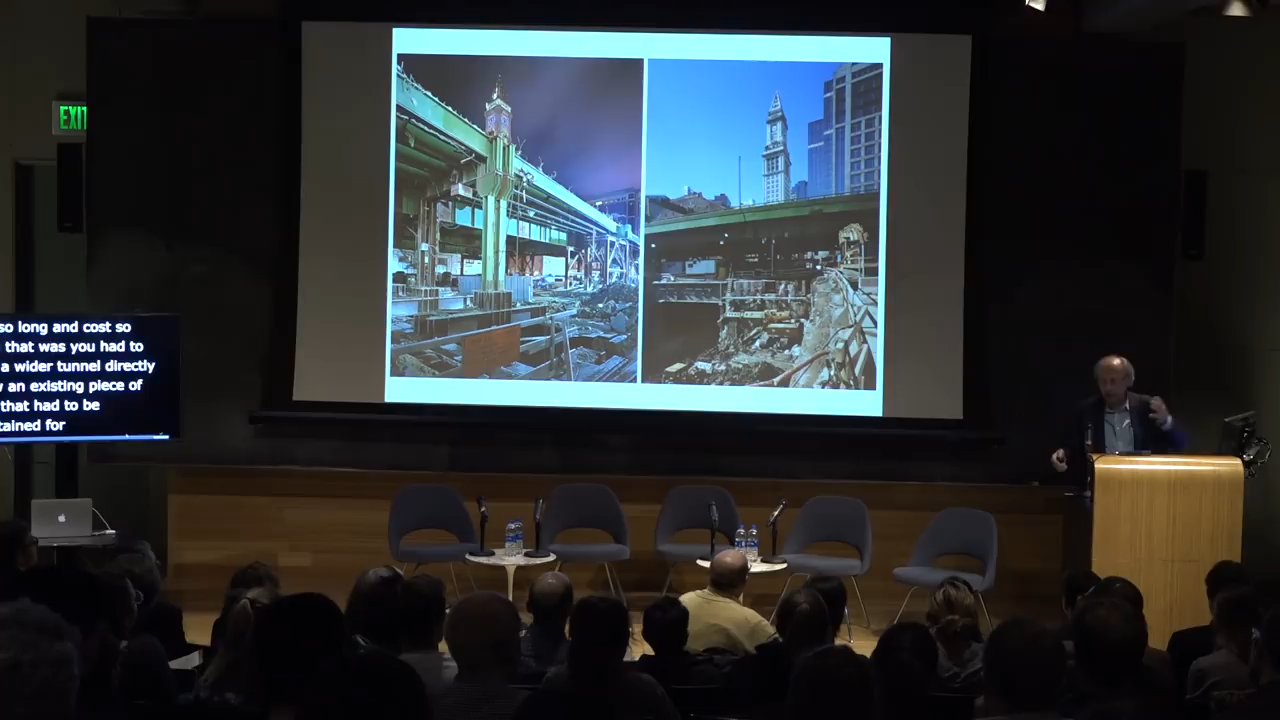 EXIT
so long and cost so
that was you had to
a wider tunnel directly
an existing piece of
that had to be
tained for